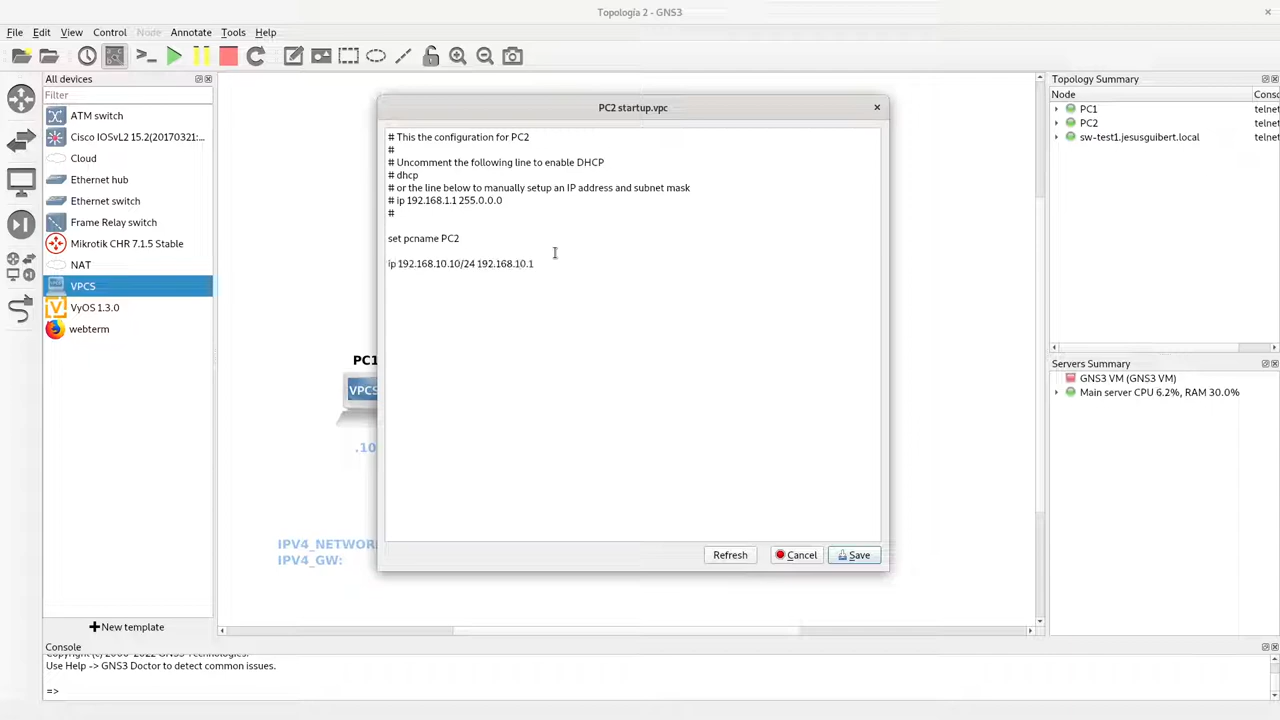 Topología 2 - GNS3
File Edit View Control Node Annotate Tools Help
All devices
Filter
ATM switch
Cisco IOSvL2 15.2(20170321:...
Cloud
Ethernet hub
Ethernet switch
Frame Relay switch
Mikrotik CHR 7.1.5 Stable
NAT
VPCS
VyOS 1.3.0
webterm
New template
PC1
VPCS
.10
IPV4_NETWOR
IPV4_GW:
PC2 startup.vpc
# This the configuration for PC2
#
# Uncomment the following line to enable DHCP
# dhcp
# or the line below to manually setup an IP address and subnet mask
# ip 192.168.1.1 255.0.0.0
#
set pcname PC2
ip 192.168.10.10/24 192.168.10.1
Refresh Cancel Save
Topology Summary
Node Consc
PC1 telnet
PC2 telnet
sw-test1.jesusguibert.local telnet
Servers Summary
GNS3 VM (GNS3 VM)
Main server CPU 6.2%, RAM 30.0%
Console
Use Help -> GNS3 Doctor to detect common issues.
=>